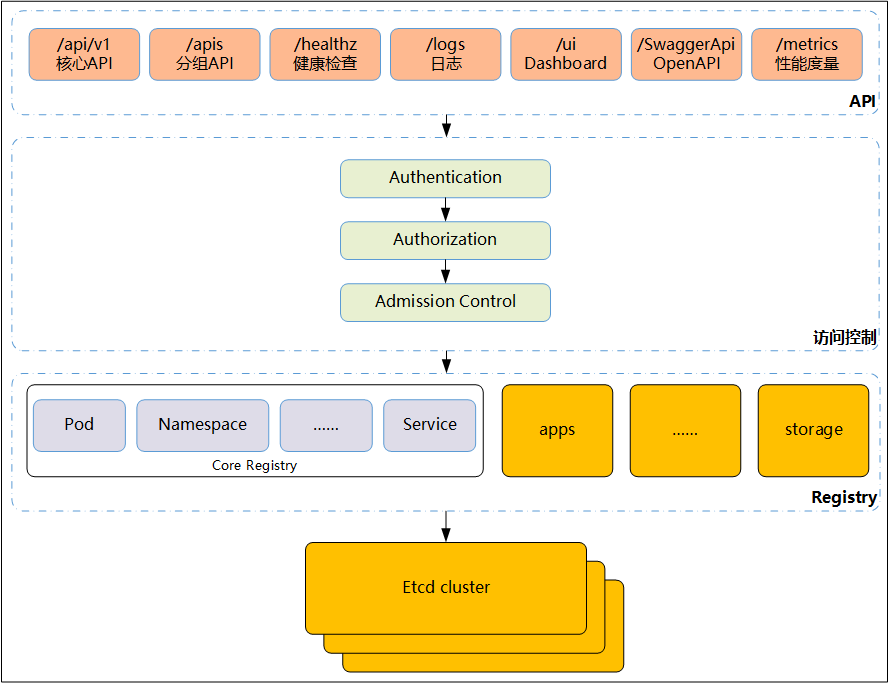 /api/v1
核心API
/apis
分组API
/healthz
健康检查
/logs
日志
/ui
Dashboard
/SwaggerApi
OpenAPI
/metrics
性能度量
API
Authentication
Authorization
Admission Control
访问控制
Pod
Namespace
......
Service
Core Registry
apps
......
storage
Registry
Etcd cluster